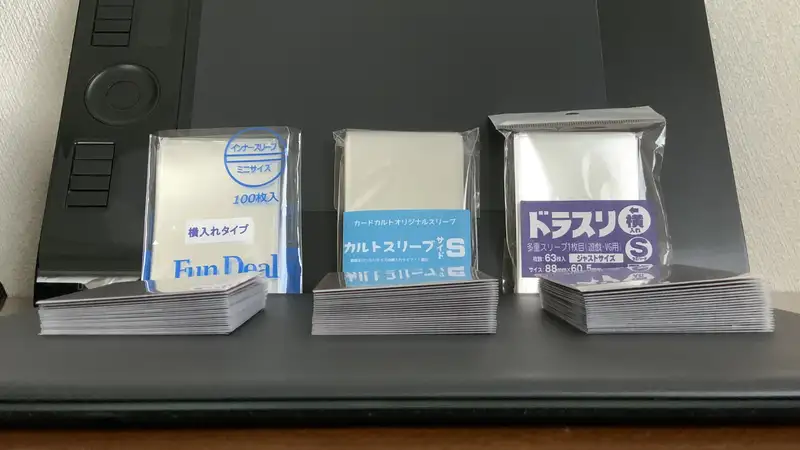 インナースリーブ
ミニサイズ
100枚入
横入れタイプ
Fun Deal
カードカルトオリジナルスリーブ
カルトスリーブ サイド S
ドラスリ
横
入れ
多重スリーブ1枚目(遊戯・VG用)
枚数 63枚入 ジャストサイズ
S
サイズ 88mm×60.5mm